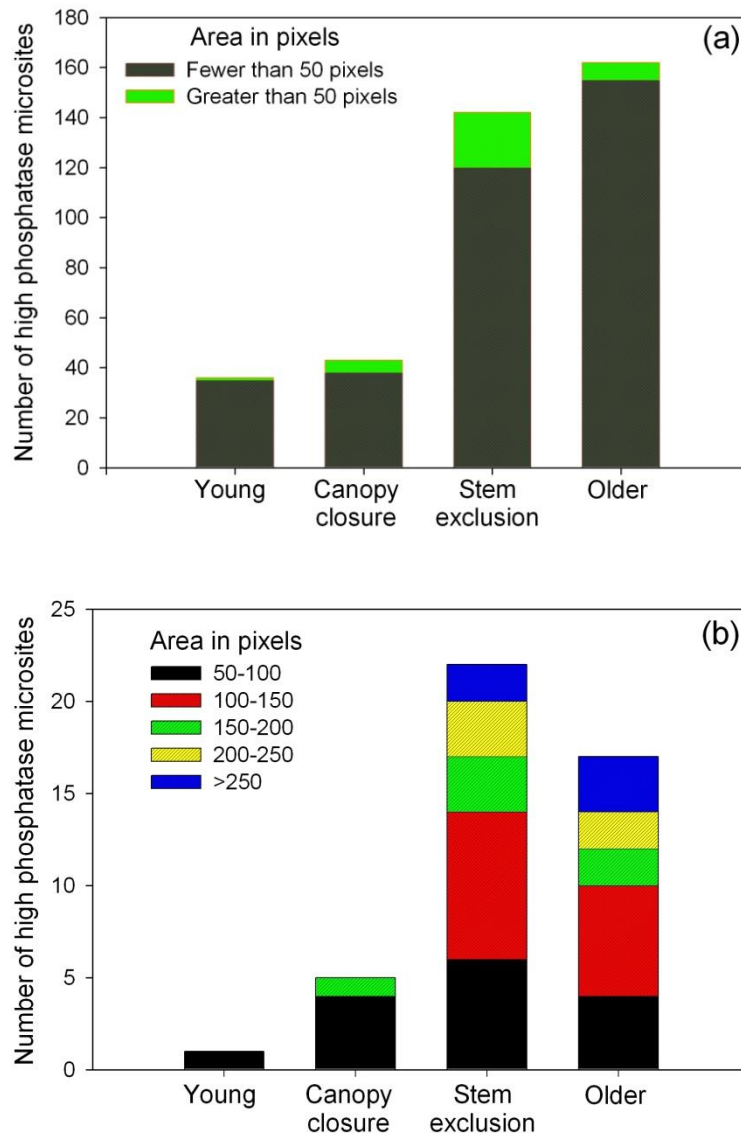 (a)
Area in pixels
Fewer than 50 pixels
Greater than 50 pixels
Number of high phosphatase microsites
180
160
140
120
100
80
60
40
20
0
Young
Canopy
closure
Stem
exclusion
Older
(b)
Area in pixels
50-100
100-150
150-200
200-250
>250
Number of high phosphatase microsites
25
20
15
10
5
0
Young
Canopy
closure
Stem
exclusion
Older